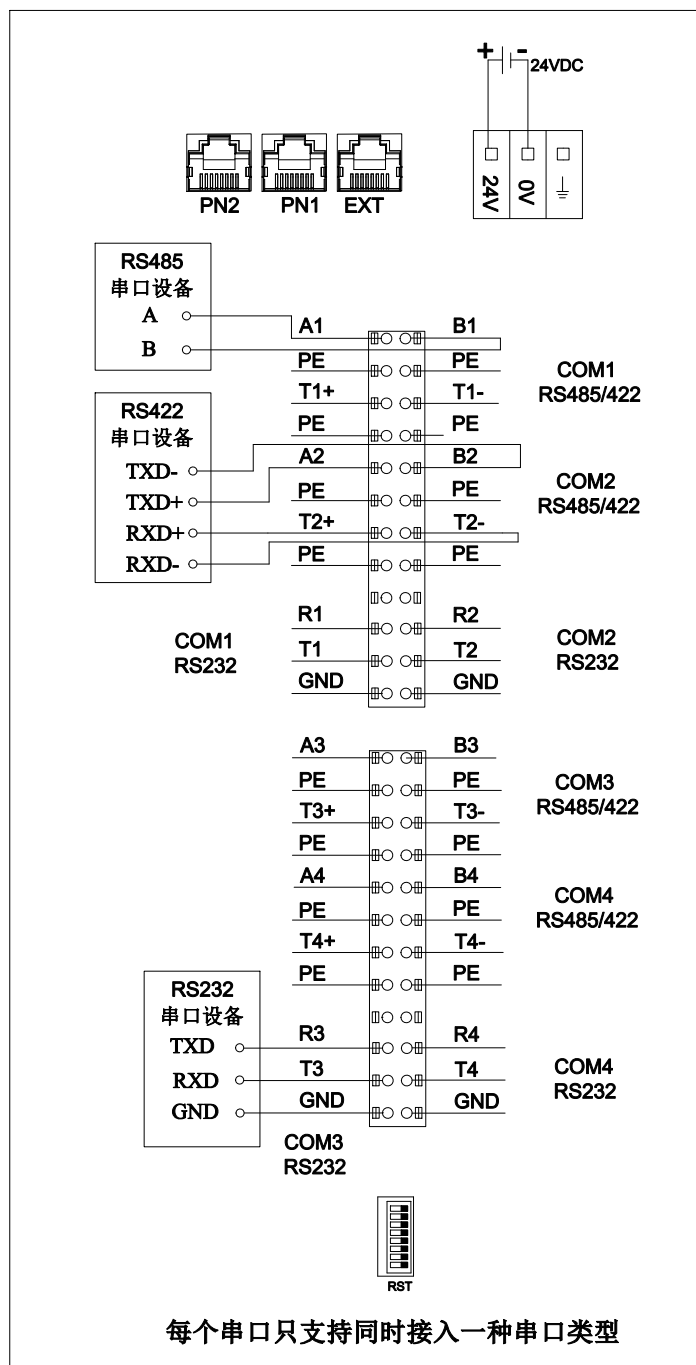 + -
24VDC
24V 0V
PN2 PN1 EXT
RS485
串口设备
A
B
A1 B1
PE PE
T1+ T1-
PE PE
COM1
RS485/422
RS422
串口设备
TXD-
TXD+
RXD+
RXD-
A2 B2
PE PE
T2+ T2-
PE PE
COM2
RS485/422
COM1
RS232
R1 R2
T1 T2
GND GND
COM2
RS232
A3 B3
PE PE
T3+ T3-
PE PE
COM3
RS485/422
A4 B4
PE PE
T4+ T4-
PE PE
COM4
RS485/422
RS232
串口设备
TXD
RXD
GND
R3 R4
T3 T4
GND GND
COM3
RS232
COM4
RS232
RST
每个串口只支持同时接入一种串口类型